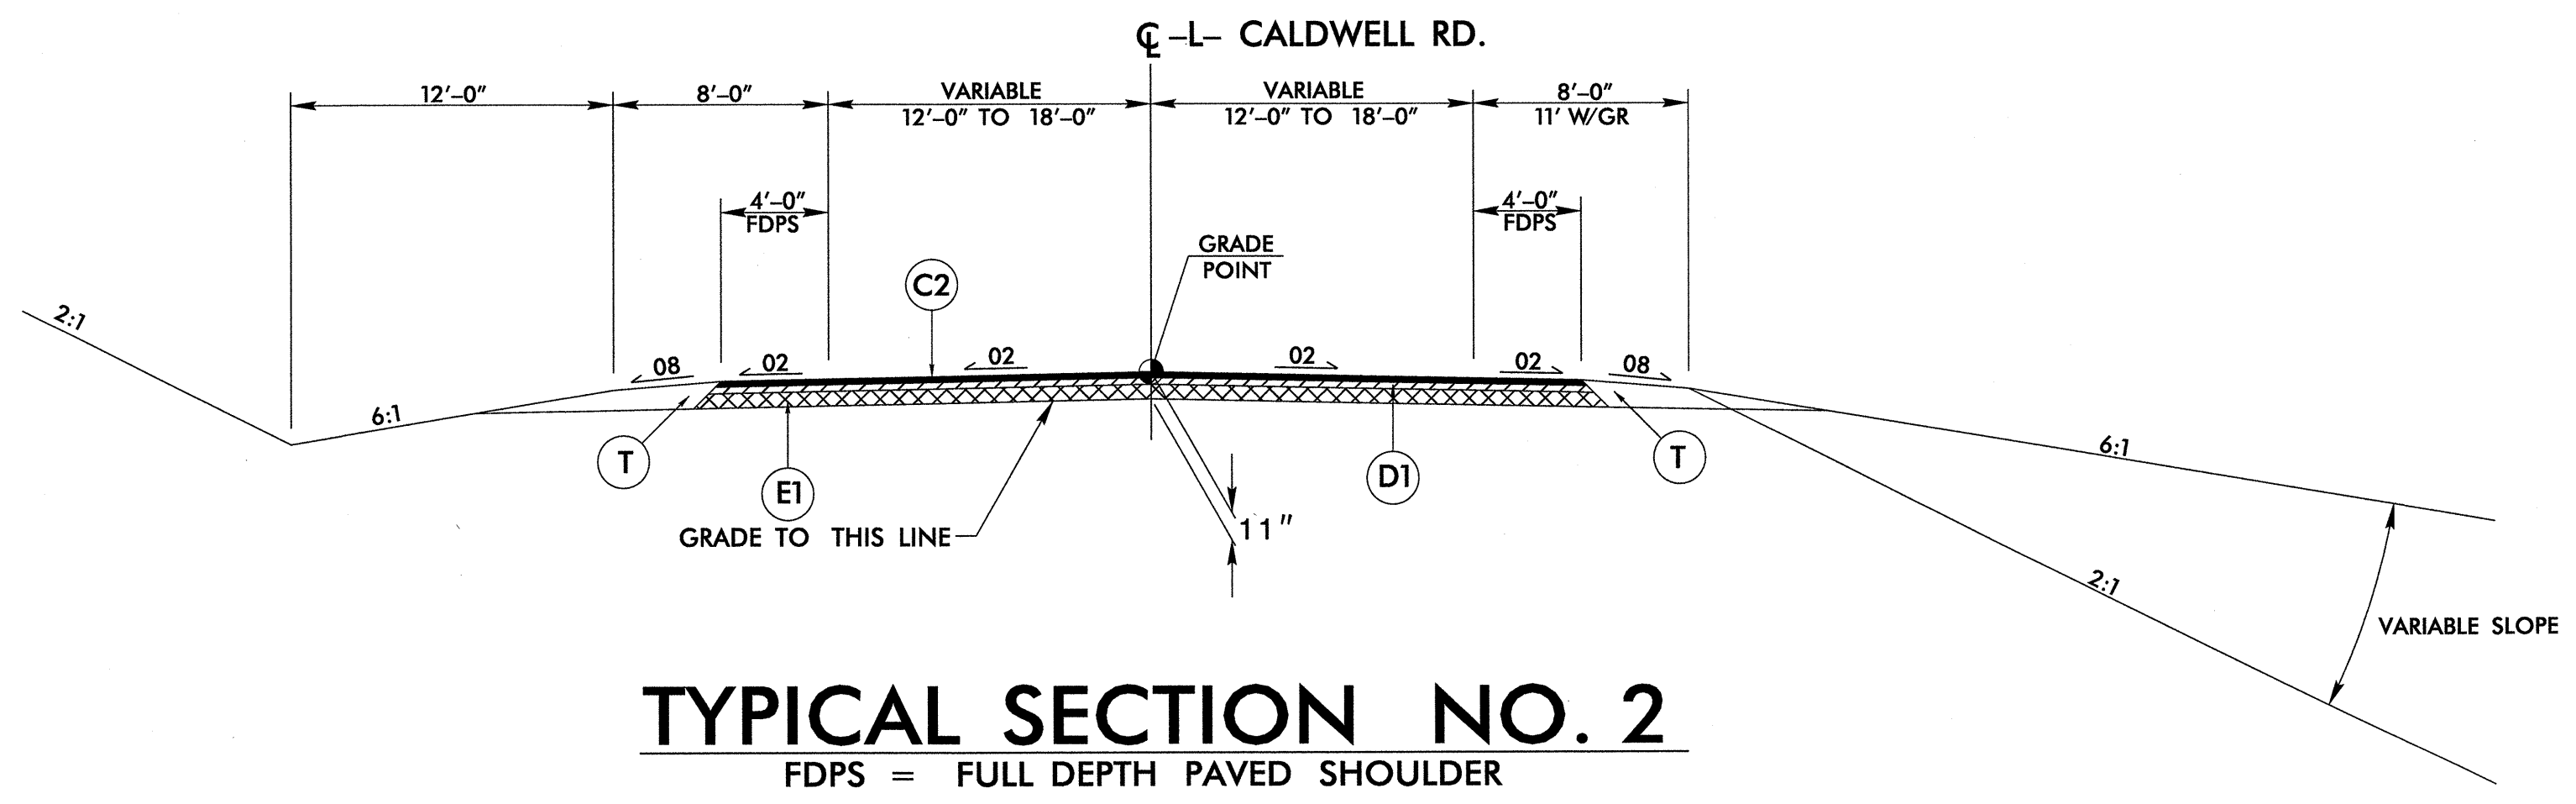 ℄ –L– CALDWELL RD.
12'–0"
8'–0"
VARIABLE
12'–0" TO 18'–0"
VARIABLE
12'–0" TO 18'–0"
8'–0"
11' W/GR
4'–0"
FDPS
4'–0"
FDPS
GRADE
POINT
C2
2:1
08
02
02
02
02
08
6:1
6:1
T
E1
D1
T
GRADE TO THIS LINE
11"
2:1
VARIABLE SLOPE
TYPICAL SECTION NO. 2
FDPS = FULL DEPTH PAVED SHOULDER